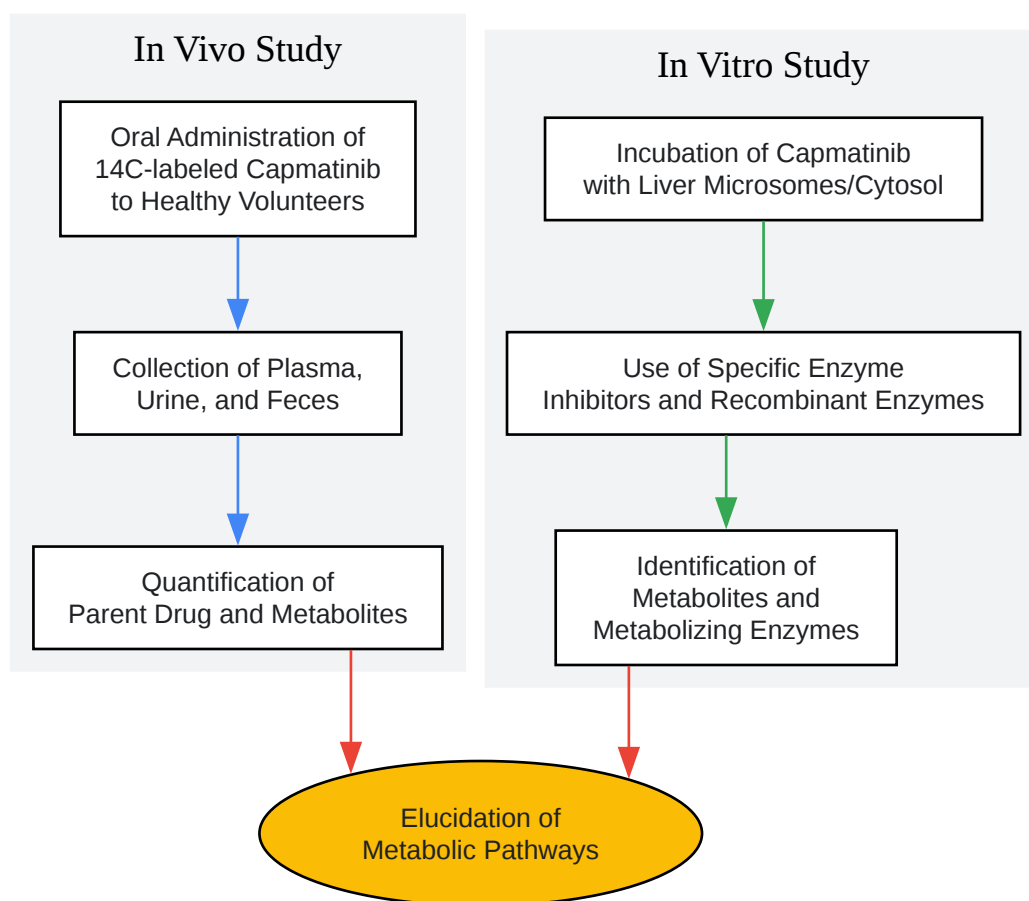 In Vivo Study
Oral Administration of
14C-labeled Capmatinib
to Healthy Volunteers
Collection of Plasma,
Urine, and Feces
Quantification of
Parent Drug and Metabolites
In Vitro Study
Incubation of Capmatinib
with Liver Microsomes/Cytosol
Use of Specific Enzyme
Inhibitors and Recombinant Enzymes
Identification of
Metabolites and
Metabolizing Enzymes
Elucidation of
Metabolic Pathways